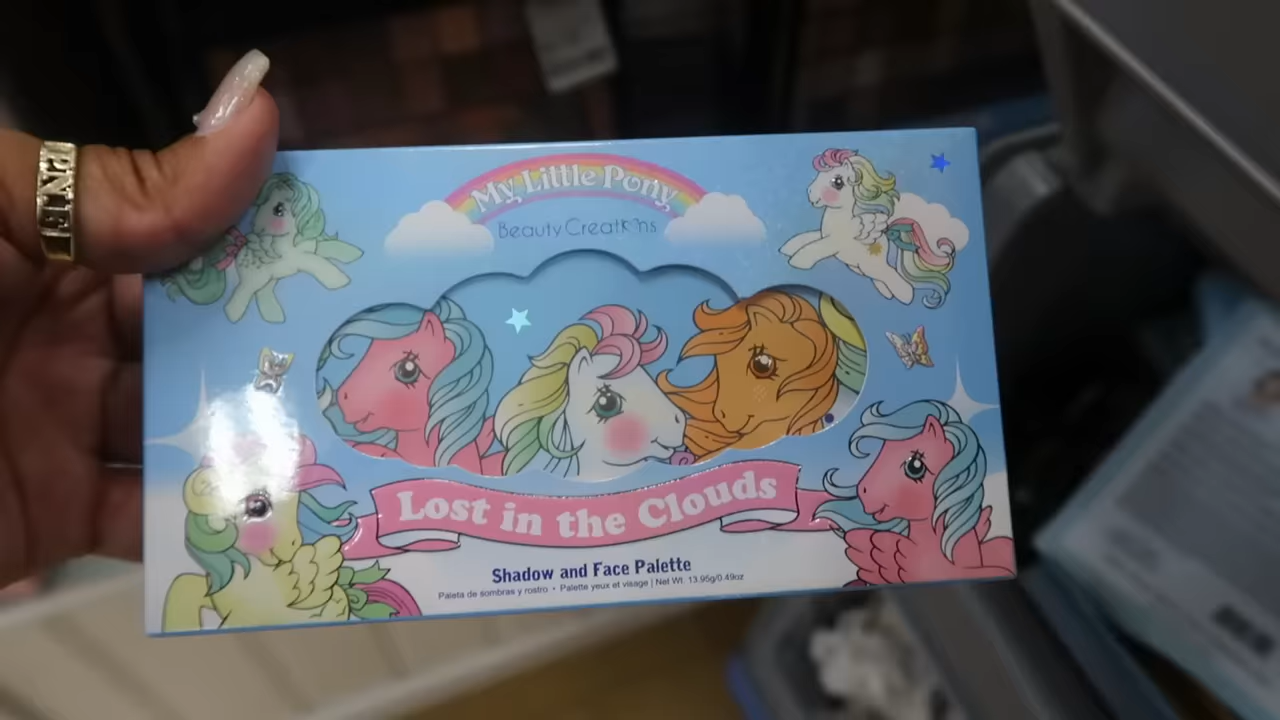 My Little Pony
Beauty Creations
Lost in the Clouds
Shadow and Face Palette
Paleta de sombras y rostro • Palette yeux et visage | Net Wt. 13.95g/0.49oz